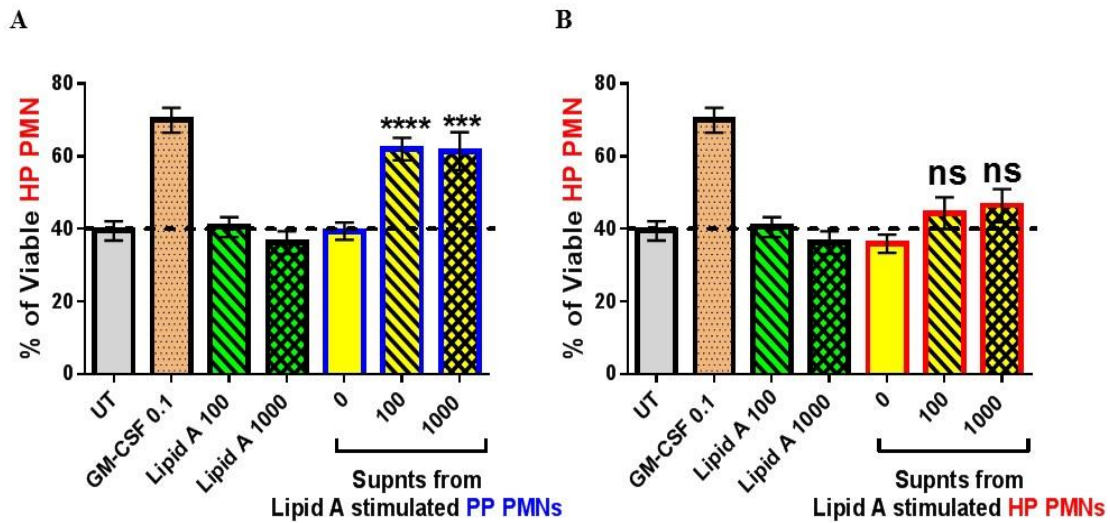 A
% of Viable HP PMN
80
60
40
20
0
**** ***
UT
GM-CSF 0.1
Lipid A 100
Lipid A 1000
0
100
1000
Supnts from
Lipid A stimulated PP PMNs
B
% of Viable HP PMN
80
60
40
20
0
ns ns
UT
GM-CSF 0.1
Lipid A 100
Lipid A 1000
0
100
1000
Supnts from
Lipid A stimulated HP PMNs